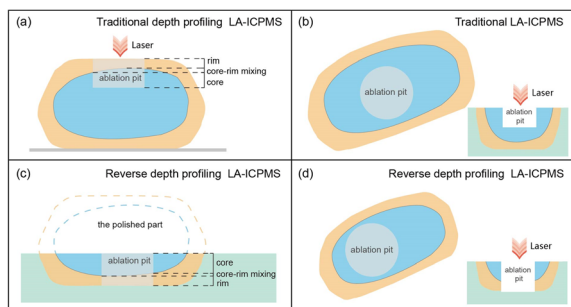 (a)
Traditional depth profiling LA-ICPMS
Laser
rim
core-rim mixing
core
ablation pit
(b)
Traditional LA-ICPMS
ablation pit
Laser
ablation
pit
(c)
Reverse depth profiling LA-ICPMS
the polished part
ablation pit
core
core-rim mixing
rim
(d)
Reverse depth profiling LA-ICPMS
ablation pit
Laser
ablation
pit